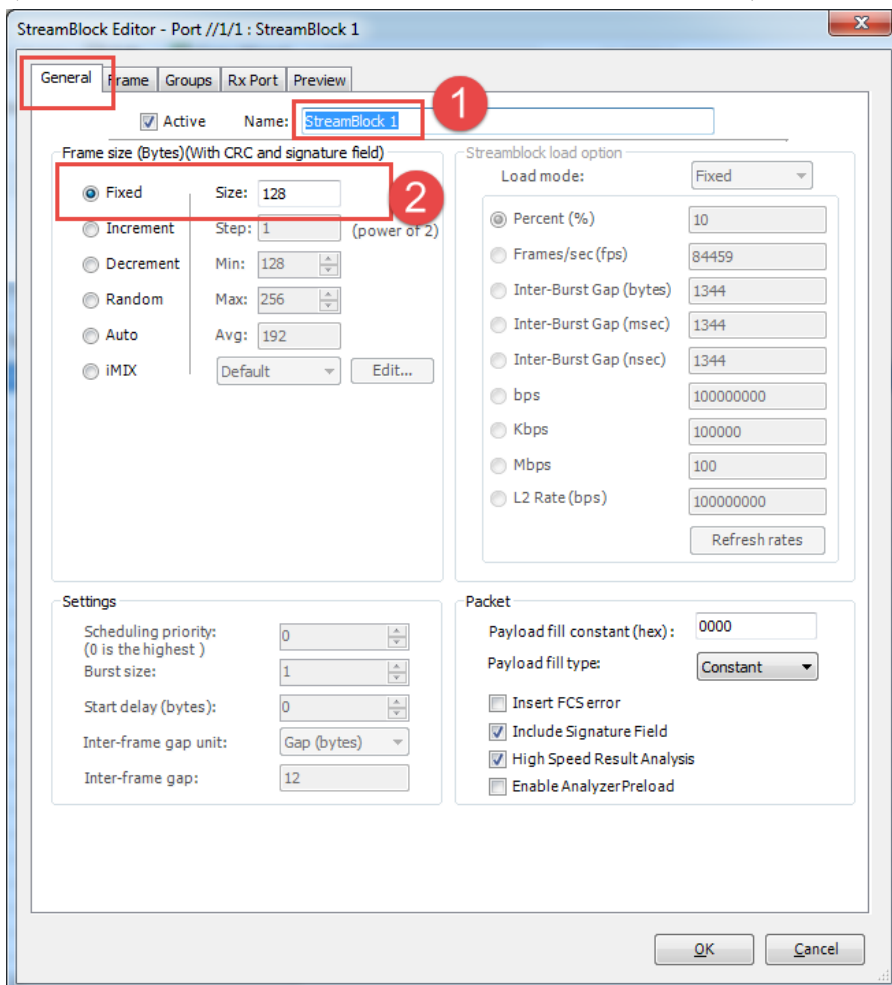 StreamBlock Editor - Port //1/1 : StreamBlock 1
X
General Frame Groups Rx Port Preview
1
Active Name: StreamBlock 1
Frame size (Bytes)(With CRC and signature field)
Fixed Size: 128
2
Increment Step: 1 (power of 2)
Decrement Min: 128
Random Max: 256
Auto Avg: 192
iMIX Default Edit...
Streamblock load option
Load mode: Fixed
Percent (%) 10
Frames/sec (fps) 84459
Inter-Burst Gap (bytes) 1344
Inter-Burst Gap (msec) 1344
Inter-Burst Gap (nsec) 1344
bps 100000000
Kbps 100000
Mbps 100
L2 Rate (bps) 100000000
Refresh rates
Settings
Scheduling priority: 0
(0 is the highest )
Burst size: 1
Start delay (bytes): 0
Inter-frame gap unit: Gap (bytes)
Inter-frame gap: 12
Packet
Payload fill constant (hex) : 0000
Payload fill type: Constant
Insert FCS error
Include Signature Field
High Speed Result Analysis
Enable AnalyzerPreload
OK Cancel